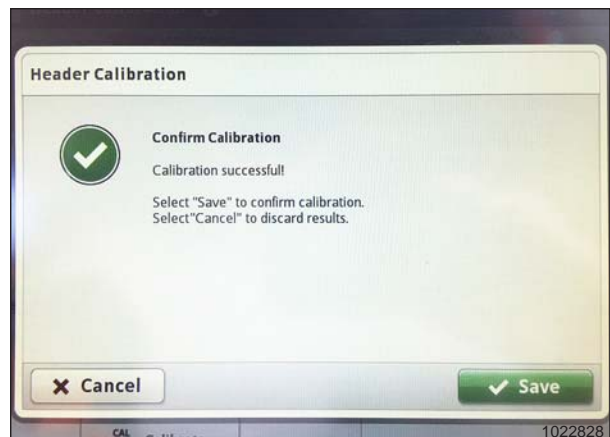 Header Calibration
Confirm Calibration
Calibration successful!
Select "Save" to confirm calibration.
Select"Cancel" to discard results.
Cancel
Save
CAL
1022828